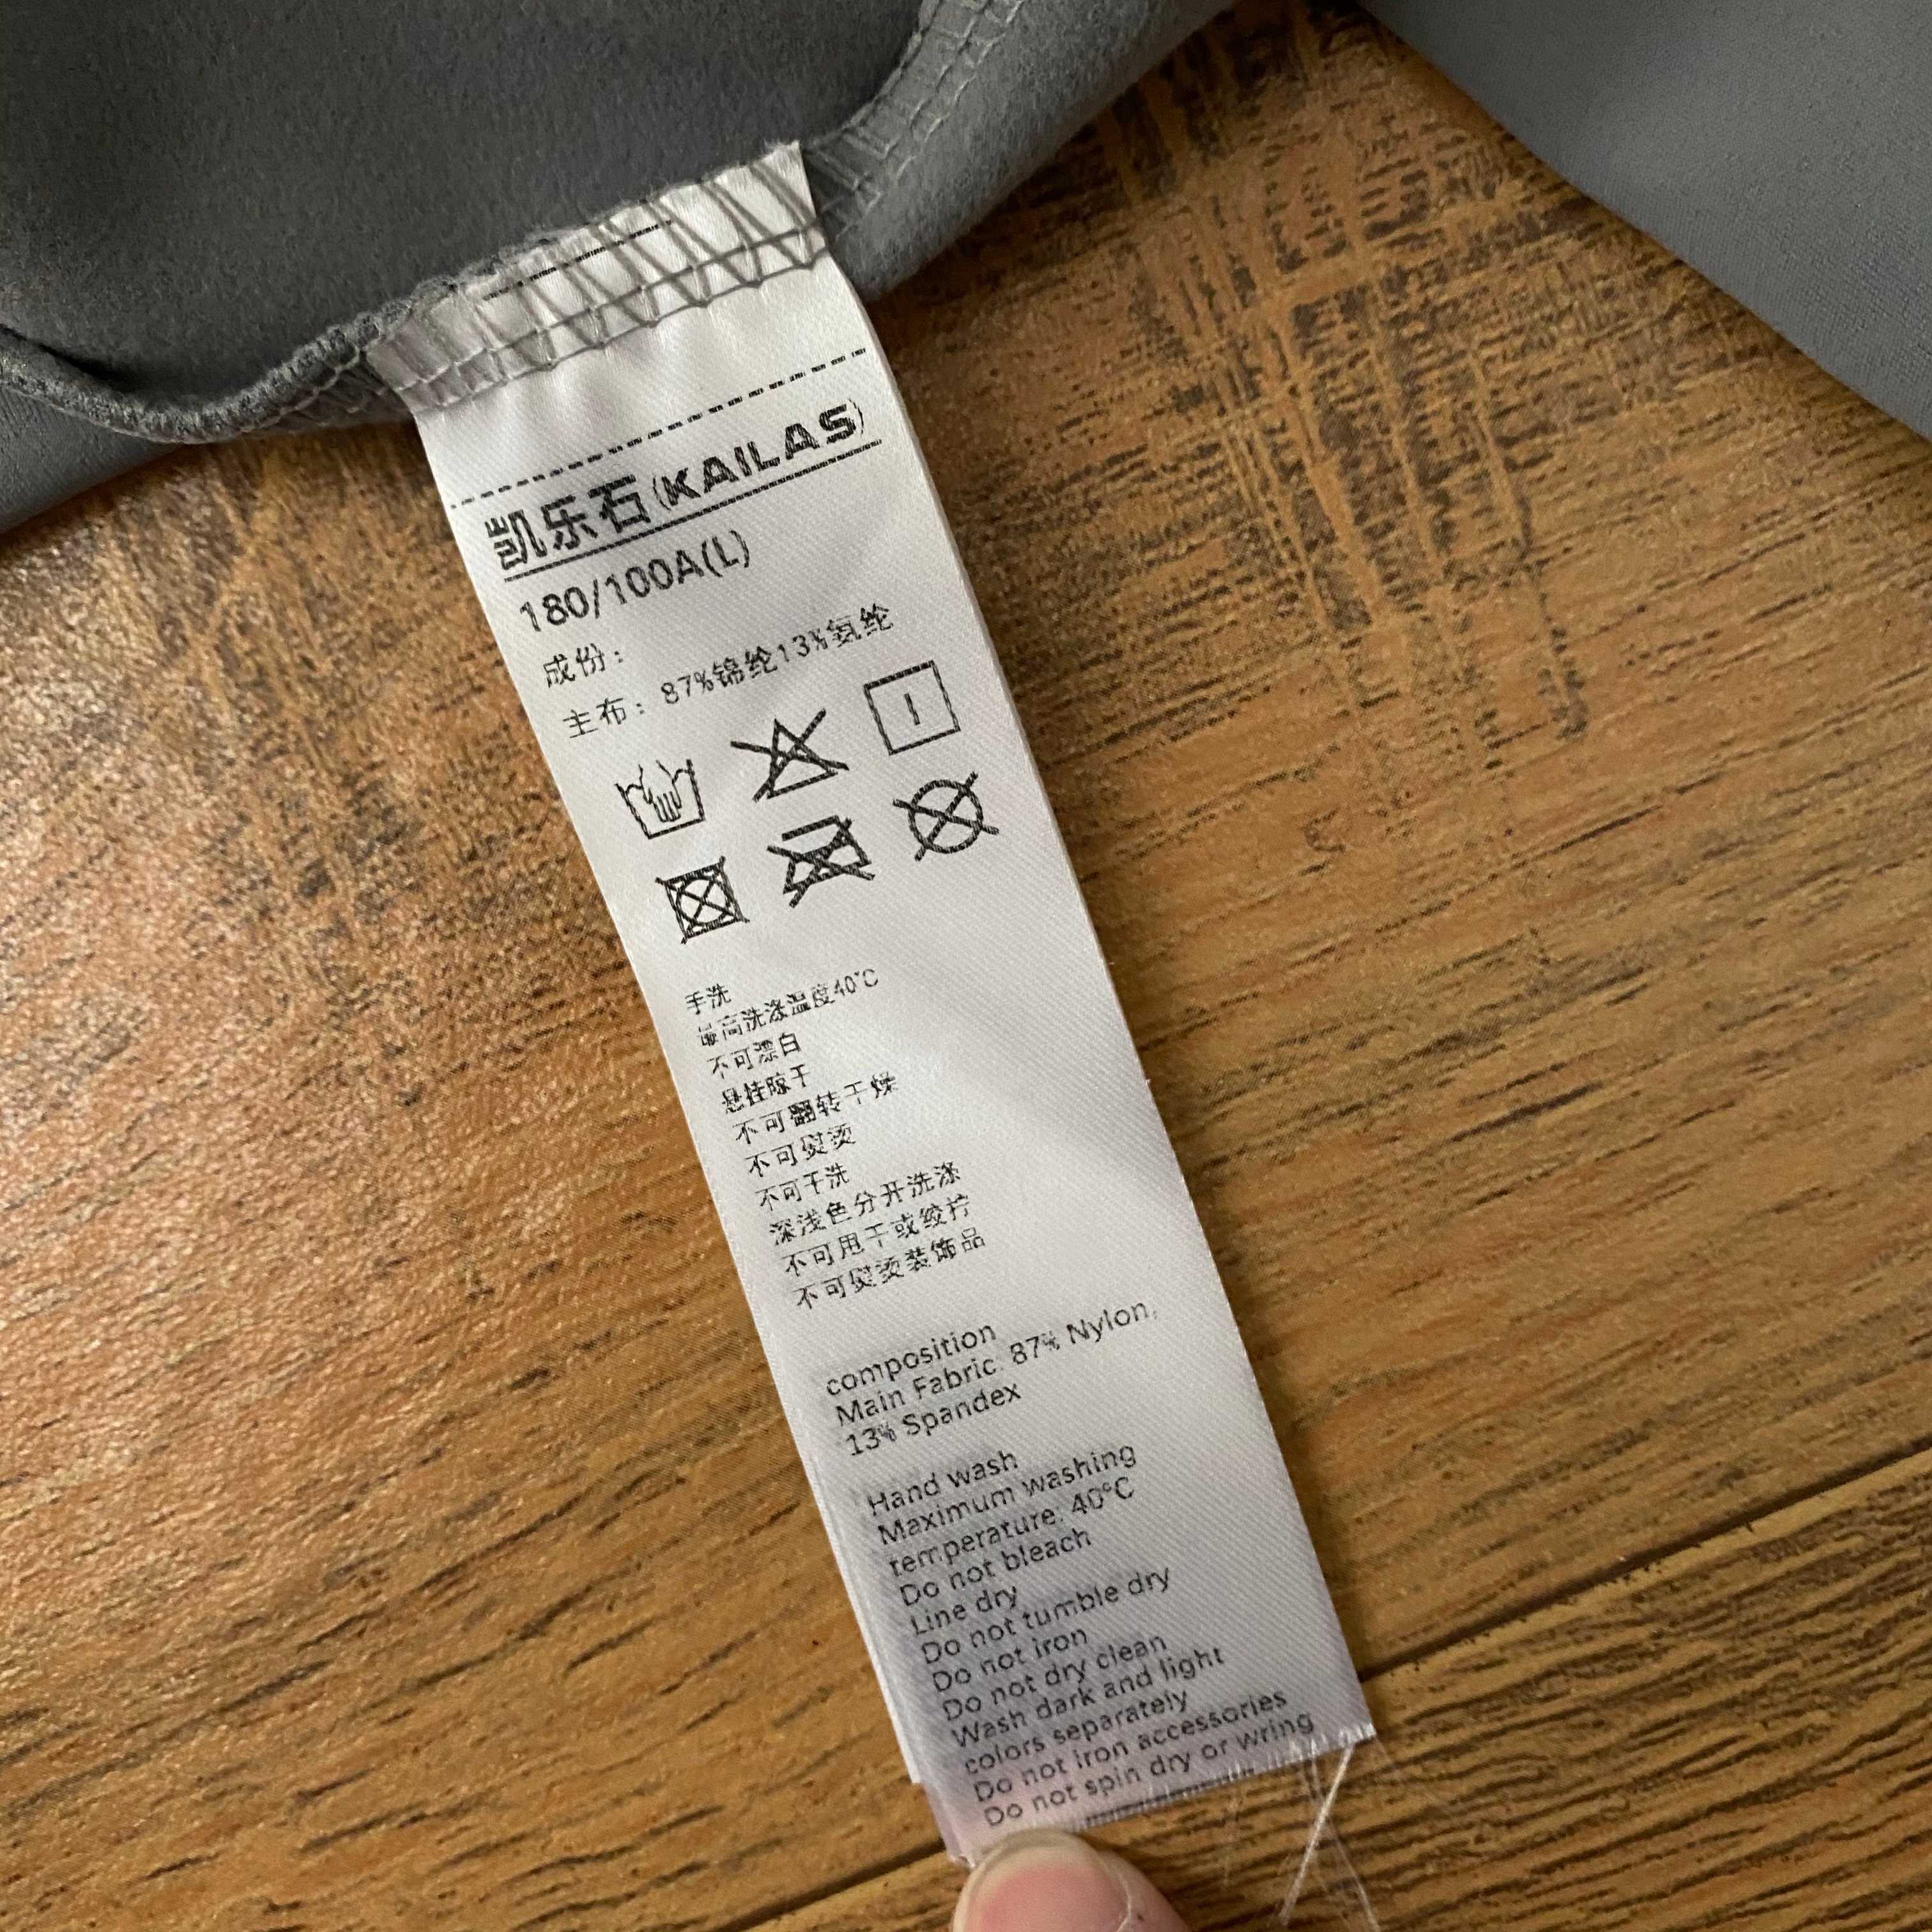 凯乐石(KAILAS)
180/100A(L)
成份：
主布：87%锦纶13%氨纶
手洗
最高洗涤温度40℃
不可漂白
悬挂晾干
不可翻转干燥
不可熨烫
不可干洗
深浅色分开洗涤
不可甩干或绞拧
不可熨烫装饰品
composition
Main Fabric: 87% Nylon,
13% Spandex
Hand wash
Maximum washing
temperature: 40°C
Do not bleach
Line dry
Do not tumble dry
Do not iron
Do not dry clean
Wash dark and light
colors separately
Do not iron accessories
Do not spin dry or wring